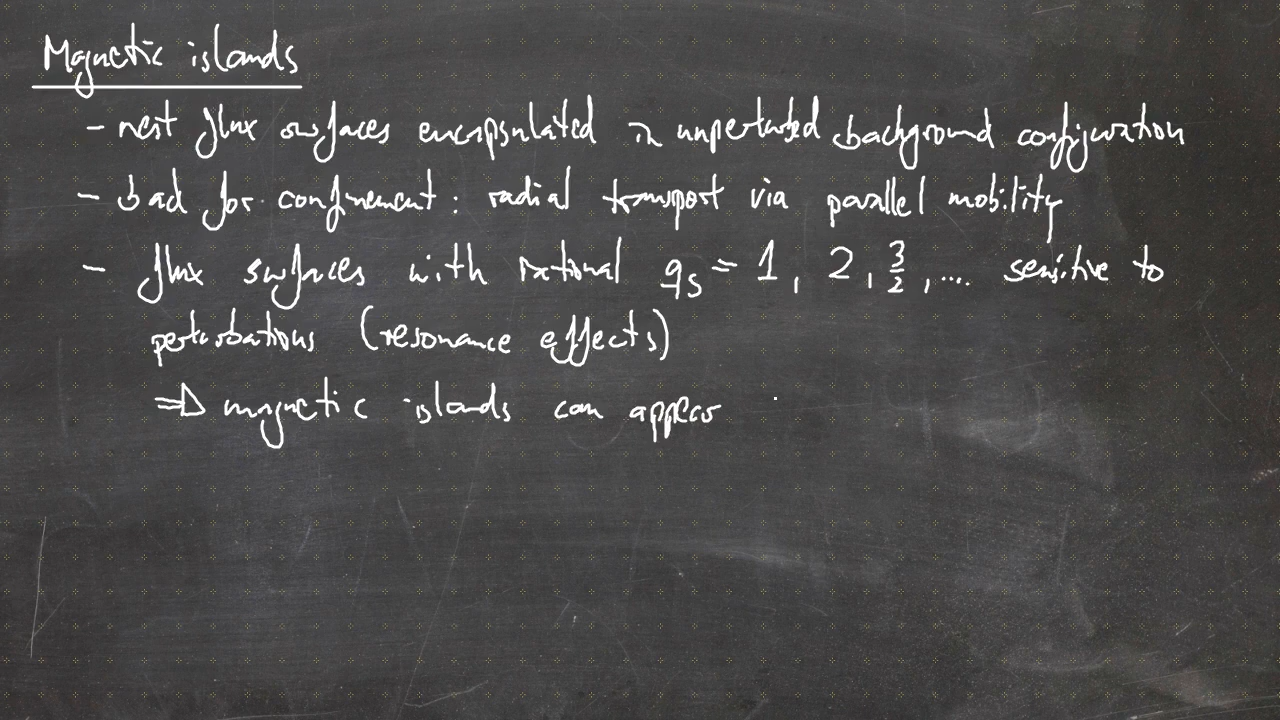 Magnetic islands
- nest flux surfaces encapsulated in unperturbed background configuration
- bad for confinement: radial transport via parallel mobility
- flux surfaces with rational qs = 1, 2, 3/2, .... sensitive to
perturbations (resonance effects)
⇒ magnetic islands can appear